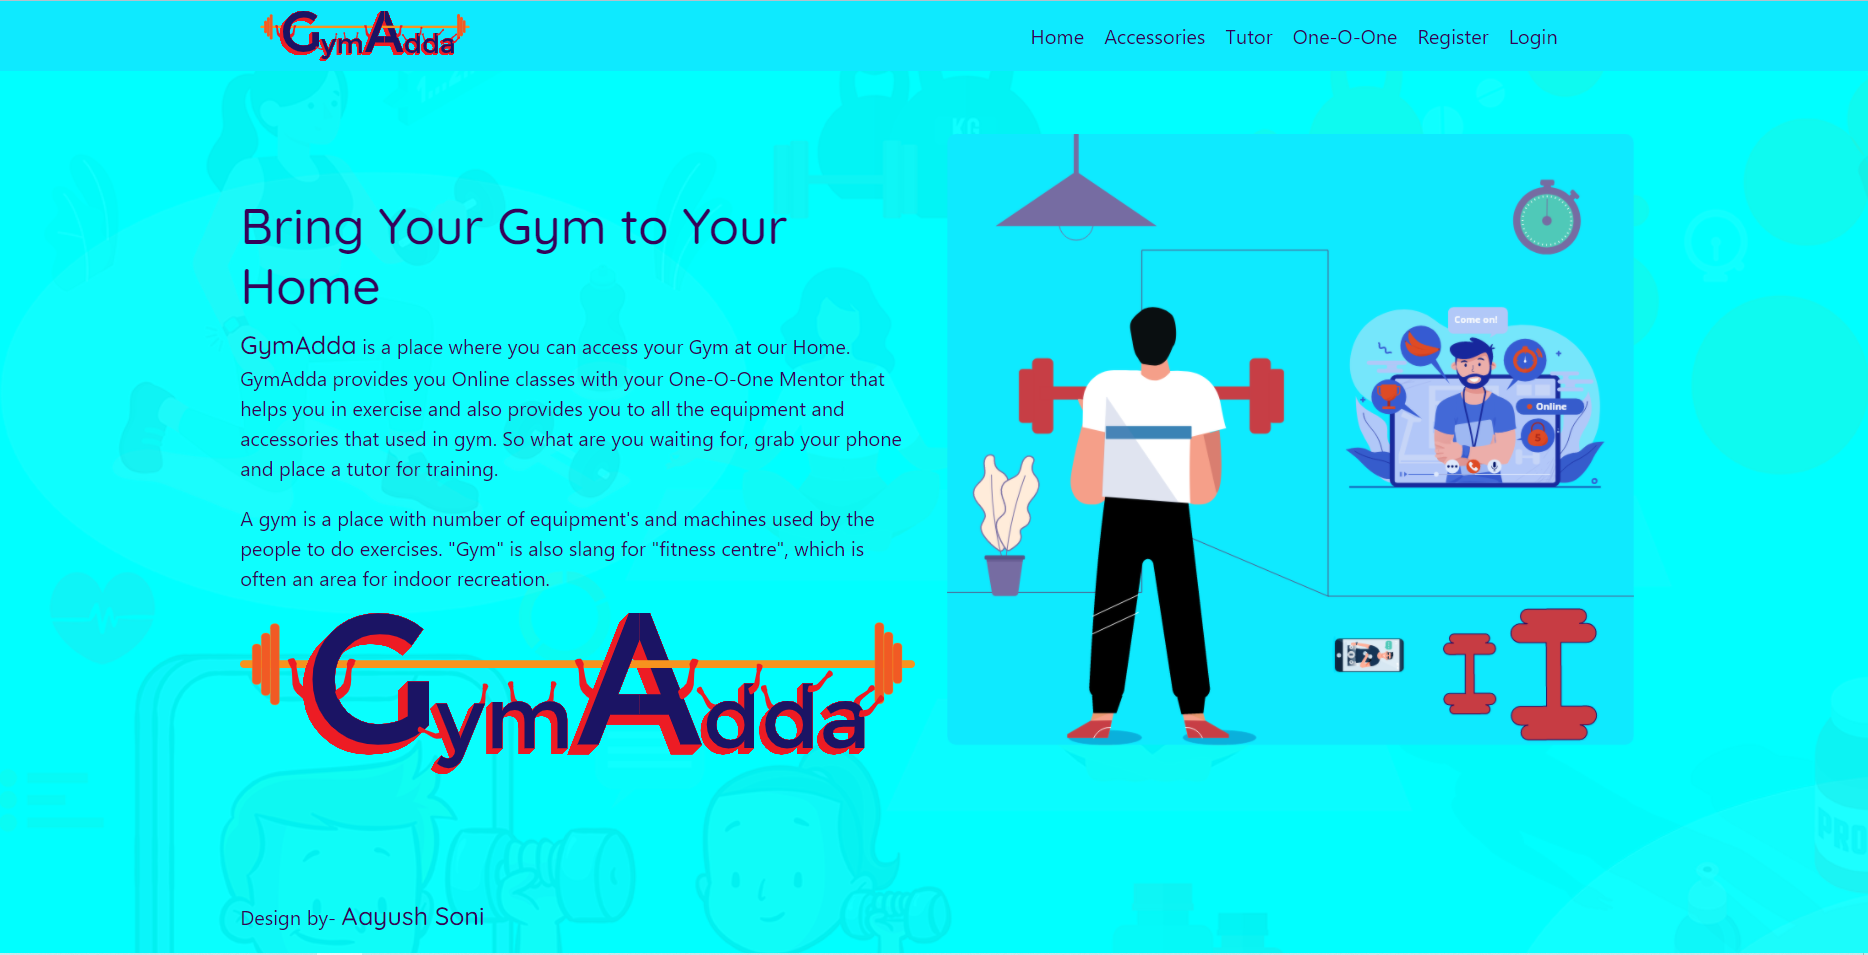 GymAdda
Home Accessories Tutor One-O-One Register Login
KG
Bring Your Gym to Your
Home
GymAdda is a place where you can access your Gym at our Home.
GymAdda provides you Online classes with your One-O-One Mentor that
helps you in exercise and also provides you to all the equipment and
accessories that used in gym. So what are you waiting for, grab your phone
and place a tutor for training.
A gym is a place with number of equipment's and machines used by the
people to do exercises. "Gym" is also slang for "fitness centre", which is
often an area for indoor recreation.
GymAdda
Come on!
Online
PRO
Design by- Aayush Soni